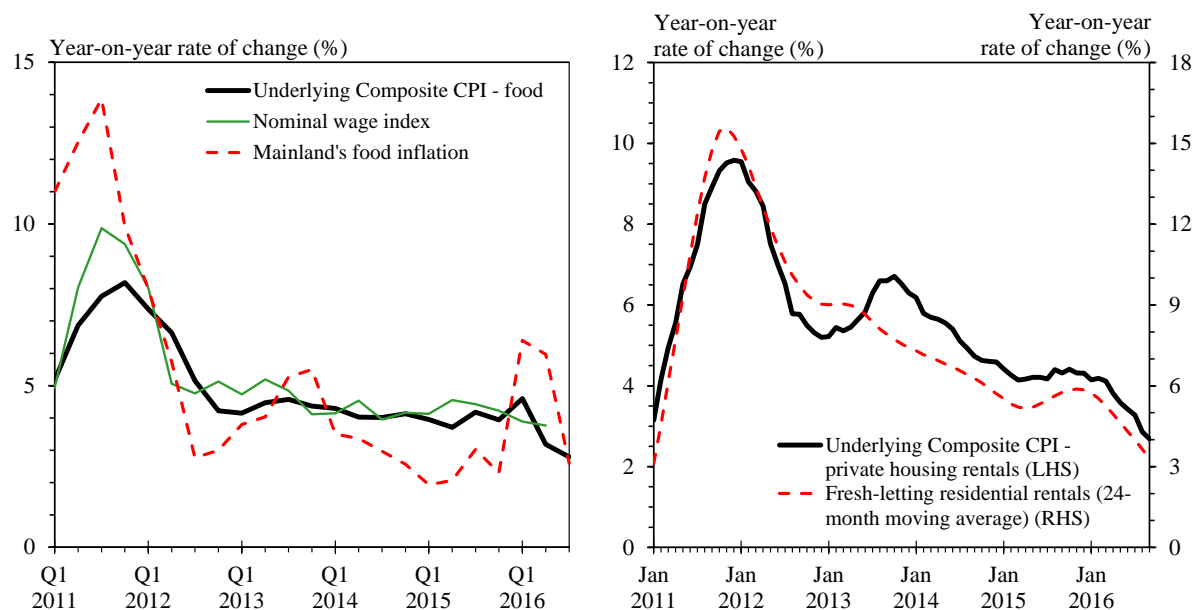 Year-on-year rate of change (%)
15
10
5
0
Underlying Composite CPI - food
Nominal wage index
Mainland's food inflation
Q1 Q1 Q1 Q1 Q1 Q1
2011 2012 2013 2014 2015 2016
Year-on-year
rate of change (%)
Year-on-year
rate of change (%)
12
10
8
6
4
2
0
18
15
12
9
6
3
0
Underlying Composite CPI -
private housing rentals (LHS)
Fresh-letting residential rentals (24-
month moving average) (RHS)
Jan Jan Jan Jan Jan Jan
2011 2012 2013 2014 2015 2016